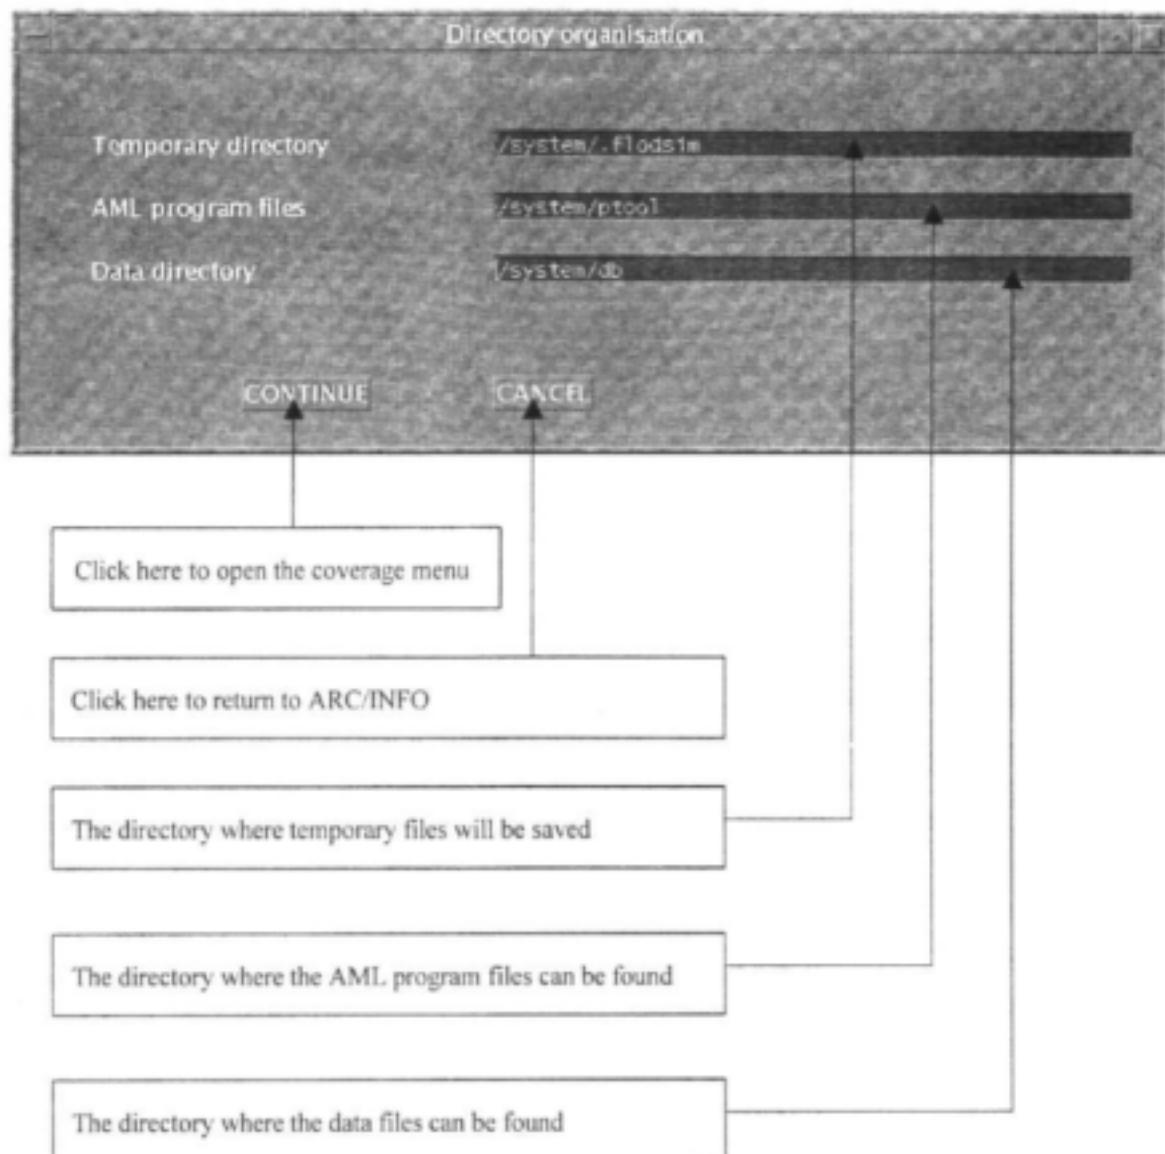 Directory organisation
Temporary directory /system/.flodsim
AML program files /system/ptool
Data directory /system/db
CONTINUE CANCEL
Click here to open the coverage menu
Click here to return to ARC/INFO
The directory where temporary files will be saved
The directory where the AML program files can be found
The directory where the data files can be found